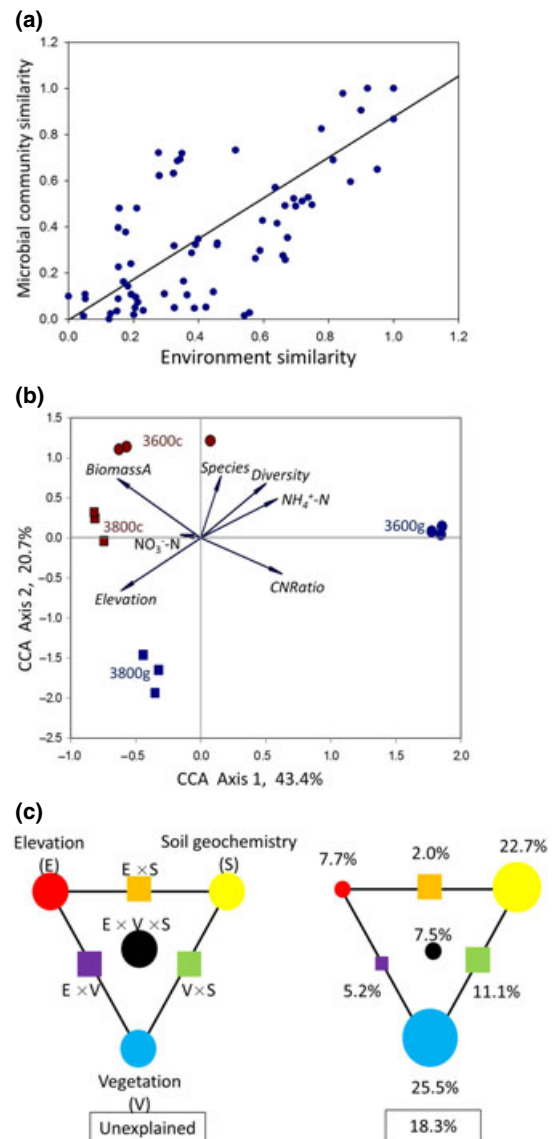 (a)
Microbial community similarity
1.2
1.0
0.8
0.6
0.4
0.2
0.0
0.0 0.2 0.4 0.6 0.8 1.0 1.2
Environment similarity
(b)
CCA Axis 2, 20.7%
1.5
1.0
0.5
0.0
−0.5
−1.0
−1.5
−2.0
−2.5
3600c
BiomassA
Species
Diversity
NH₄⁺-N
3800c
NO₃⁻-N
3600g
Elevation
CNRatio
3800g
−1.0 −0.5 0.0 0.5 1.0 1.5 2.0
CCA Axis 1, 43.4%
(c)
Elevation
(E)
Soil geochemistry
(S)
E×S
E×V×S
E×V
V×S
Vegetation
(V)
Unexplained
7.7%
2.0%
22.7%
7.5%
5.2%
11.1%
25.5%
18.3%